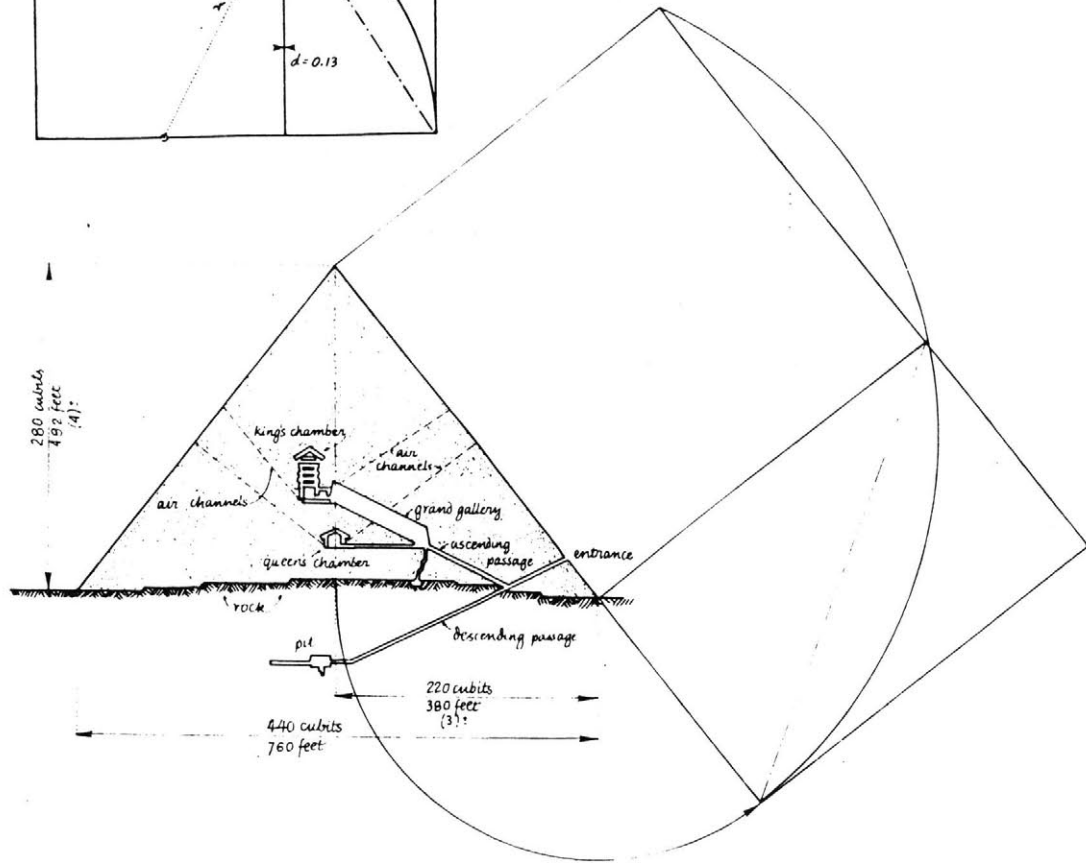 d = 0.13
280 cubits
492 feet
(4):
king's chamber
air
channels
air channels
grand gallery
ascending
passage
entrance
queens chamber
rock
descending passage
pit
220 cubits
380 feet
(3):
440 cubits
760 feet